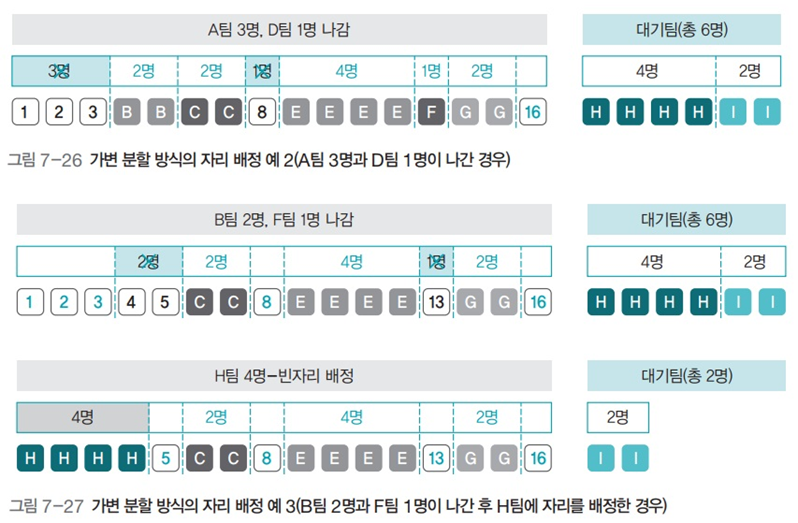 A팀 3명, D팀 1명 나감 대기팀(총 6명)
3명 2명 2명 1명 4명 1명 2명 4명 2명
1 2 3 B B C C 8 E E E E F G G 16 H H H H I I
그림 7-26 가변 분할 방식의 자리 배정 예 2(A팀 3명과 D팀 1명이 나간 경우)
B팀 2명, F팀 1명 나감 대기팀(총 6명)
2명 2명 4명 1명 2명 4명 2명
1 2 3 4 5 C C 8 E E E E 13 G G 16 H H H H I I
H팀 4명-빈자리 배정 대기팀(총 2명)
4명 2명 4명 2명 2명
H H H H 5 C C 8 E E E E 13 G G 16 I I
그림 7-27 가변 분할 방식의 자리 배정 예 3(B팀 2명과 F팀 1명이 나간 후 H팀에 자리를 배정한 경우)